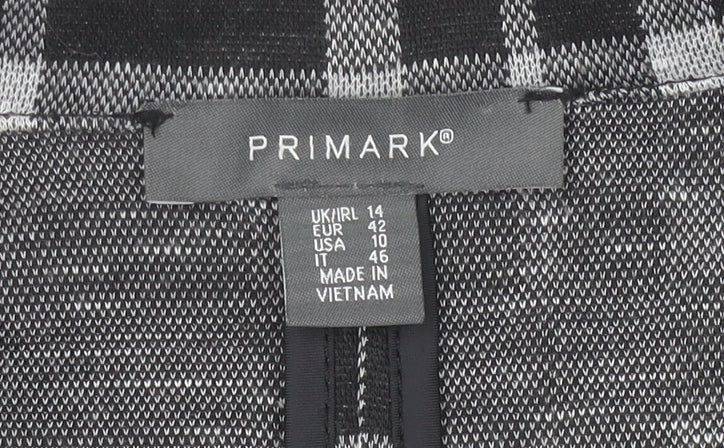 PRIMARK®
UK/IRL 14
EUR 42
USA 10
IT 46
MADE IN
VIETNAM